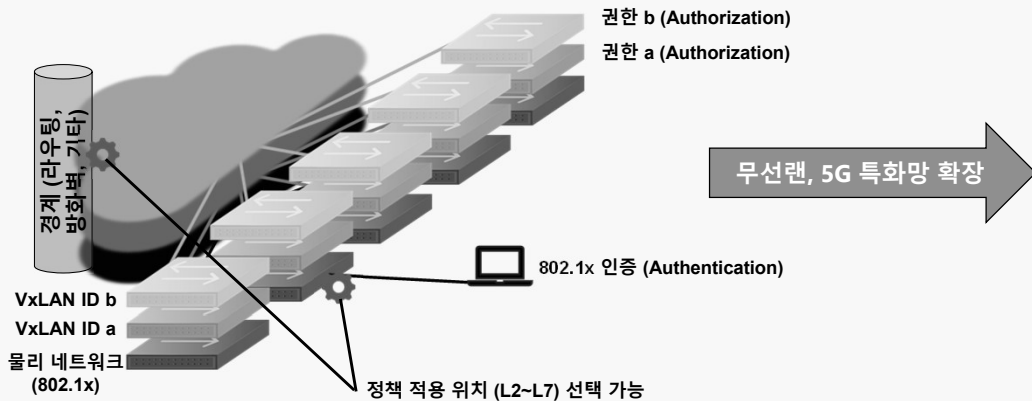 권한 b (Authorization)
권한 a (Authorization)
경계 (라우팅,
방화벽, 기타)
무선랜, 5G 특화망 확장
802.1x 인증 (Authentication)
VxLAN ID b
VxLAN ID a
물리 네트워크
(802.1x)
정책 적용 위치 (L2~L7) 선택 가능